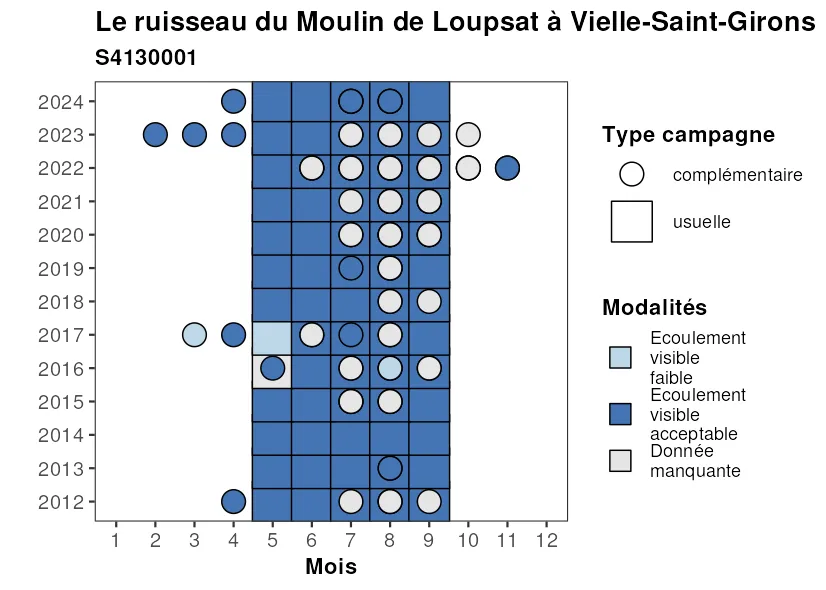 Le ruisseau du Moulin de Loupsat à Vielle-Saint-Girons
S4130001
2024
2023
2022
2021
2020
2019
2018
2017
2016
2015
2014
2013
2012
1 2 3 4 5 6 7 8 9 10 11 12
Mois
Type campagne
complémentaire
usuelle
Modalités
Ecoulement
visible
faible
Ecoulement
visible
acceptable
Donnée
manquante